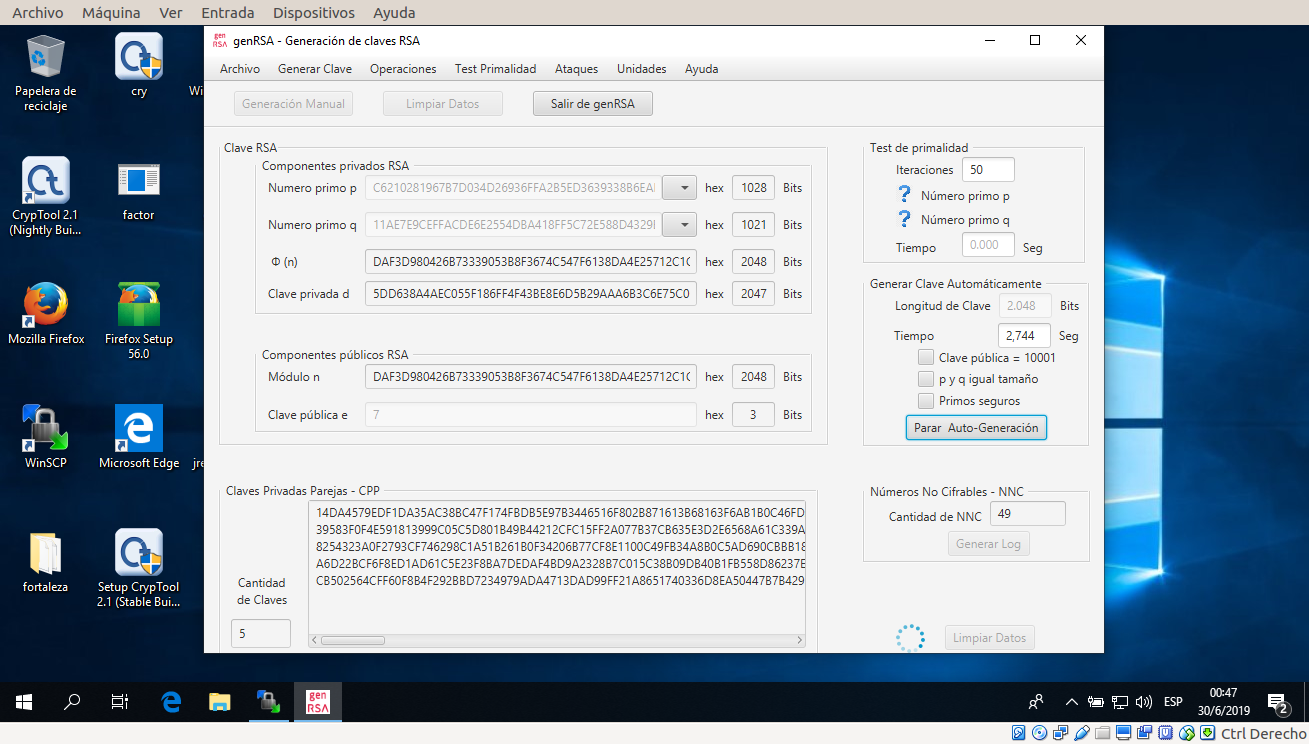 Archivo Máquina Ver Entrada Dispositivos Ayuda
Papelera de
reciclaje
cry
Wi
CrypTool 2.1
(Nightly Bui...
factor
Mozilla Firefox
Firefox Setup
56.0
WinSCP
Microsoft Edge
jre
fortaleza
Setup CrypTool
2.1 (Stable Bui...
gen
RSA
genRSA - Generación de claves RSA
Archivo Generar Clave Operaciones Test Primalidad Ataques Unidades Ayuda
Generación Manual Limpiar Datos Salir de genRSA
Clave RSA
Componentes privados RSA
Numero primo p C6210281967B7D034D26936FFA2B5ED3639338B6EA hex 1028 Bits
Numero primo q 11AE7E9CEFFACDE6E2554DBA418FF5C72E588D4329 hex 1021 Bits
Φ (n) DAF3D980426B73339053B8F3674C547F6138DA4E25712C1 hex 2048 Bits
Clave privada d 5DD638A4AEC055F186FF4F43BE8E6D5B29AAA6B3C6E75C0 hex 2047 Bits
Componentes públicos RSA
Módulo n DAF3D980426B73339053B8F3674C547F6138DA4E25712C1 hex 2048 Bits
Clave pública e 7 hex 3 Bits
Test de primalidad
Iteraciones 50
? Número primo p
? Número primo q
Tiempo 0.000 Seg
Generar Clave Automáticamente
Longitud de Clave 2.048 Bits
Tiempo 2,744 Seg
Clave pública = 10001
p y q igual tamaño
Primos seguros
Parar Auto-Generación
Claves Privadas Parejas - CPP
14DA4579EDF1DA35AC38BC47F174FBDB5E97B3446516F802B871613B68163F6AB1B0C46FD
39583F0F4E591813999C05C5D801B49B44212CFC15FF2A077B37CB635E3D2E6568A61C339A
8254323A0F2793CF746298C1A51B261B0F34206B77CF8E1100C49FB34A8B0C5AD690CBBB18
A6D22BCF6F8ED1AD61C5E23F8BA7DEDAF4BD9A2328B7C015C38B09DB40B1FB558D86237E
CB502564CFF60F8B4F292BBD7234979ADA4713DAD99FF21A8651740336D8EA50447B7B429
Cantidad
de Claves
5
Números No Cifrables - NNC
Cantidad de NNC 49
Generar Log
Limpiar Datos
gen
RSA
ESP
00:47
30/6/2019
2
Ctrl Derecho